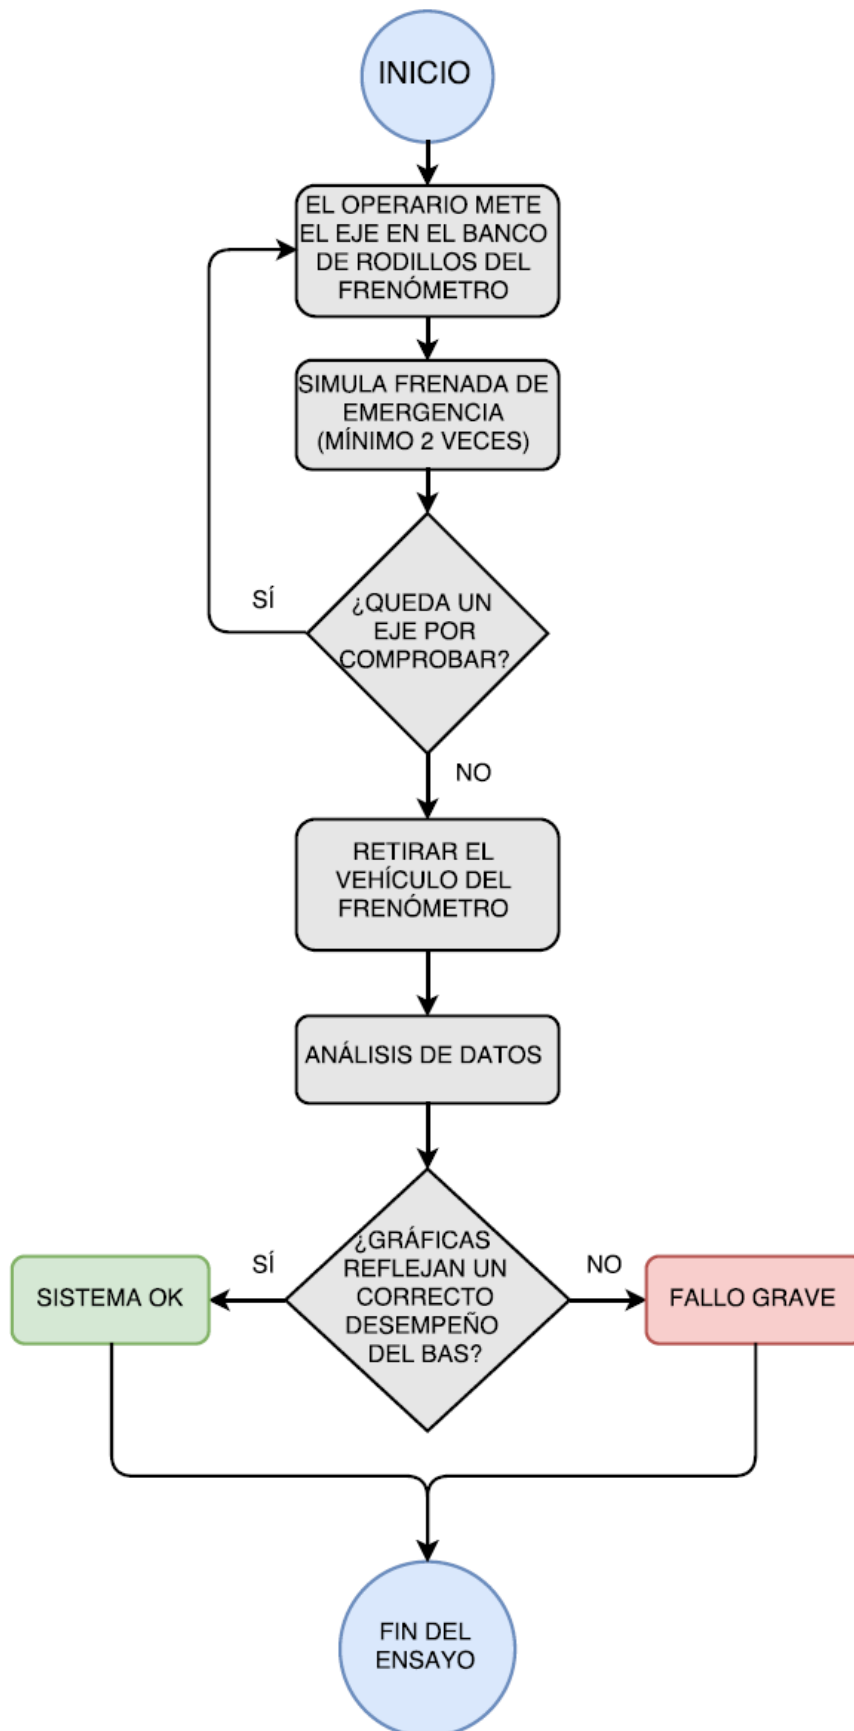 INICIO
EL OPERARIO METE
EL EJE EN EL BANCO
DE RODILLOS DEL
FRENÓMETRO
SIMULA FRENADA DE
EMERGENCIA
(MÍNIMO 2 VECES)
SÍ
¿QUEDA UN
EJE POR
COMPROBAR?
NO
RETIRAR EL
VEHÍCULO DEL
FRENÓMETRO
ANÁLISIS DE DATOS
¿GRÁFICAS
REFLEJAN UN
CORRECTO
DESEMPEÑO
DEL BAS?
SÍ
NO
SISTEMA OK
FALLO GRAVE
FIN DEL
ENSAYO